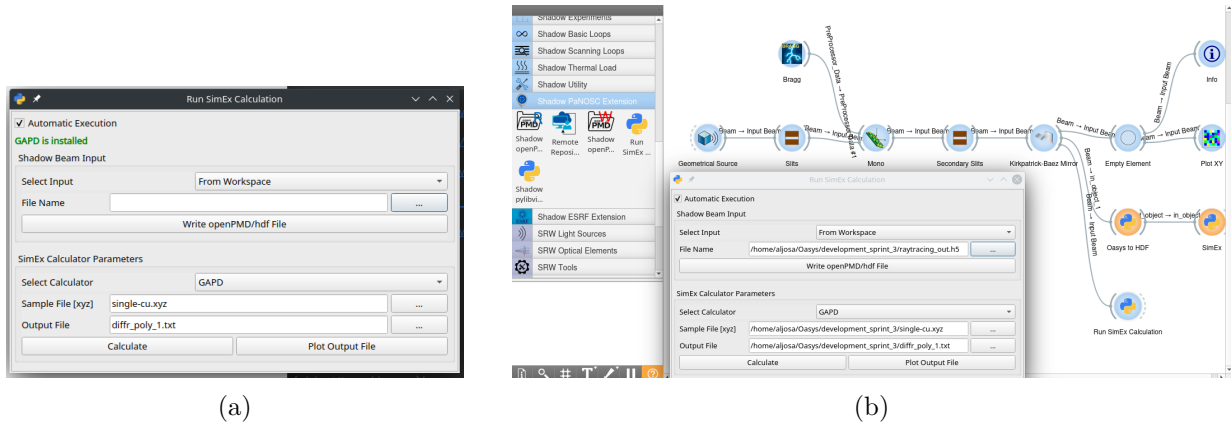 Run SimEx Calculation
Automatic Execution
GAPD is installed
Shadow Beam Input
Select Input From Workspace
File Name ...
Write openPMD/hdf File
SimEx Calculator Parameters
Select Calculator GAPD
Sample File [xyz] single-cu.xyz ...
Output File diffr_poly_1.txt ...
Calculate Plot Output File
(a)
Shadow Experiments
Shadow Basic Loops
Shadow Scanning Loops
Shadow Thermal Load
Shadow Utility
Shadow PaNOSC Extension
Shadow openP...
Remote Reposi...
Shadow openP...
Run SimEx ...
Shadow pylibvi...
Shadow ESRF Extension
SRW Light Sources
SRW Optical Elements
SRW Tools
Bragg
PreProcessor_Data → PreProcessor_Data #1
Info
Beam → Input Beam
Beam → Input Beam
Beam → Input Beam
Beam → Input Beam
Beam → Input Beam
Beam → Input Beam
Geometrical Source
Slits
Mono
Secondary Slits
Kirkpatrick-Baez Mirror
Empty Element
Plot XY
Beam → in_object_1
Beam → Input Beam
Oasys to HDF
SimEx
Run SimEx Calculation
Run SimEx Calculation
Automatic Execution
Shadow Beam Input
Select Input From Workspace
File Name /home/aljosa/Oasys/development_sprint_3/raytracing_out.h5 ...
Write openPMD/hdf File
SimEx Calculator Parameters
Select Calculator GAPD
Sample File [xyz] /home/aljosa/Oasys/development_sprint_3/single-cu.xyz ...
Output File /home/aljosa/Oasys/development_sprint_3/diffr_poly_1.txt ...
Calculate Plot Output File
(b)